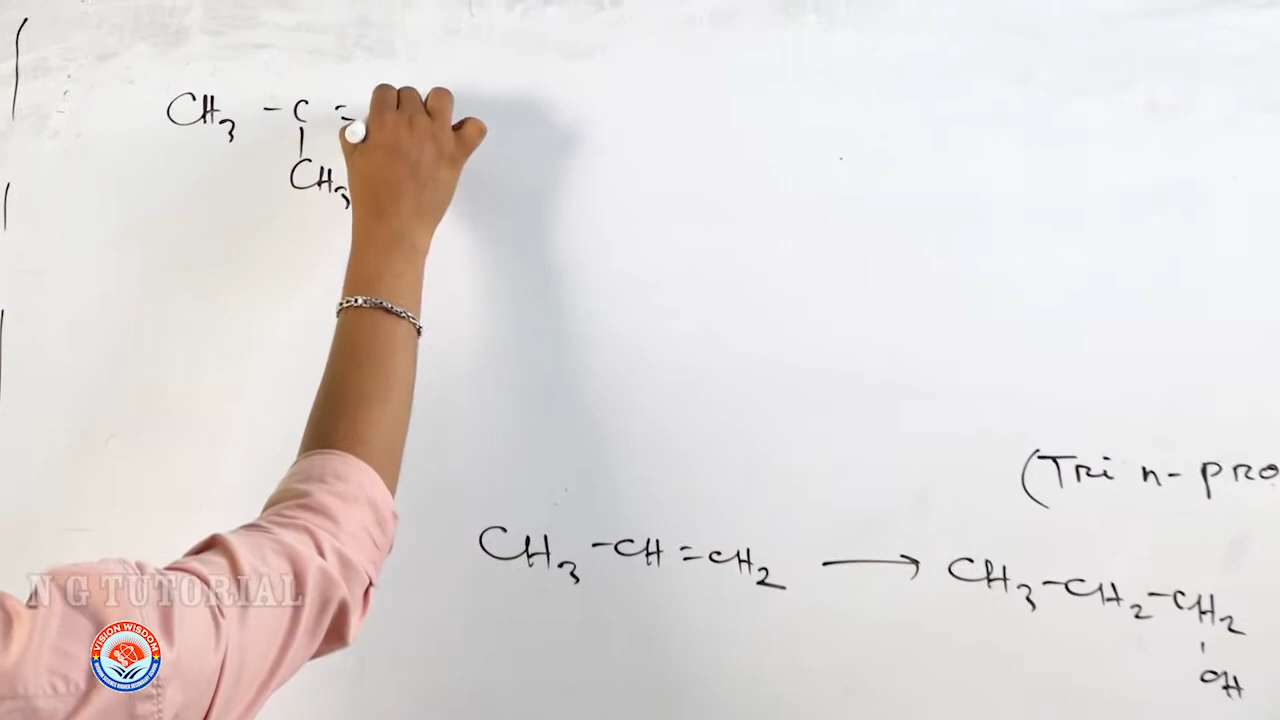 CH3 - C =
|
CH3
(Tri n- pro
CH3 - CH = CH2 ⟶ CH3 - CH2 - CH2
OH
N G TUTORIAL
VISION WISDOM